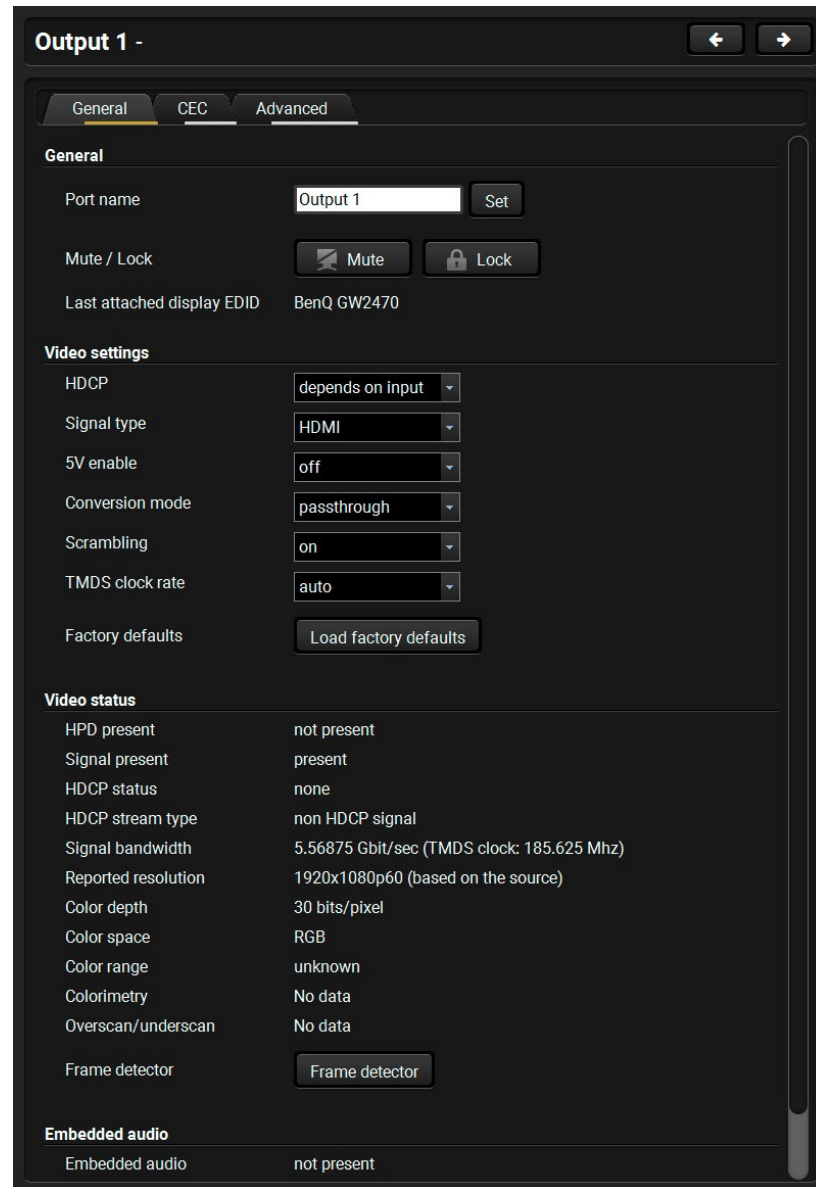 Output 1 -
General CEC Advanced
General
Port name Output 1 Set
Mute / Lock Mute Lock
Last attached display EDID BenQ GW2470
Video settings
HDCP depends on input
Signal type HDMI
5V enable off
Conversion mode passthrough
Scrambling on
TMDS clock rate auto
Factory defaults Load factory defaults
Video status
HPD present not present
Signal present present
HDCP status none
HDCP stream type non HDCP signal
Signal bandwidth 5.56875 Gbit/sec (TMDS clock: 185.625 Mhz)
Reported resolution 1920x1080p60 (based on the source)
Color depth 30 bits/pixel
Color space RGB
Color range unknown
Colorimetry No data
Overscan/underscan No data
Frame detector Frame detector
Embedded audio
Embedded audio not present